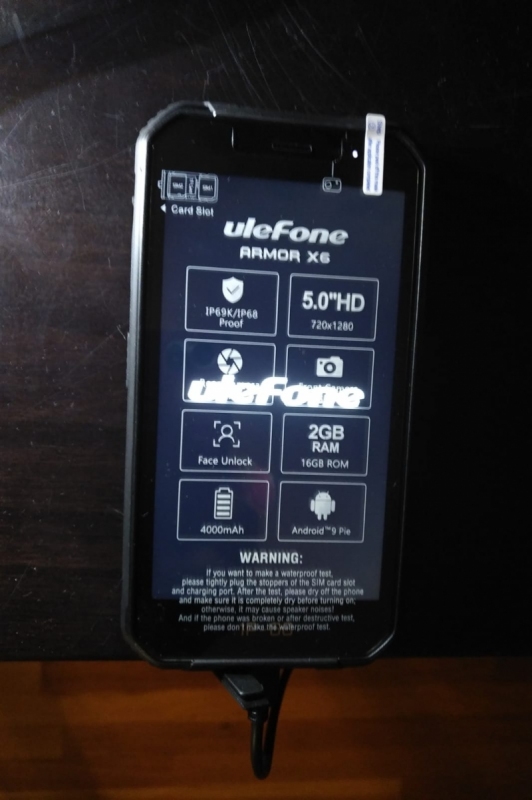 Card Slot
ulefone
ARMOR X6
IP69K/IP68
Proof
5.0"HD
720x1280
ulefone
Face Unlock
2GB
RAM
16GB ROM
4000mAh
Android™9 Pie
WARNING:
If you want to make a waterproof test,
please tightly plug the stoppers of the SIM card slot
and charging port. After the test, please dry off the phone
and make sure it is completely dry before turning on,
otherwise, it may cause speaker noises!
And if the phone was broken or after destructive test,
please don't make the waterproof test.